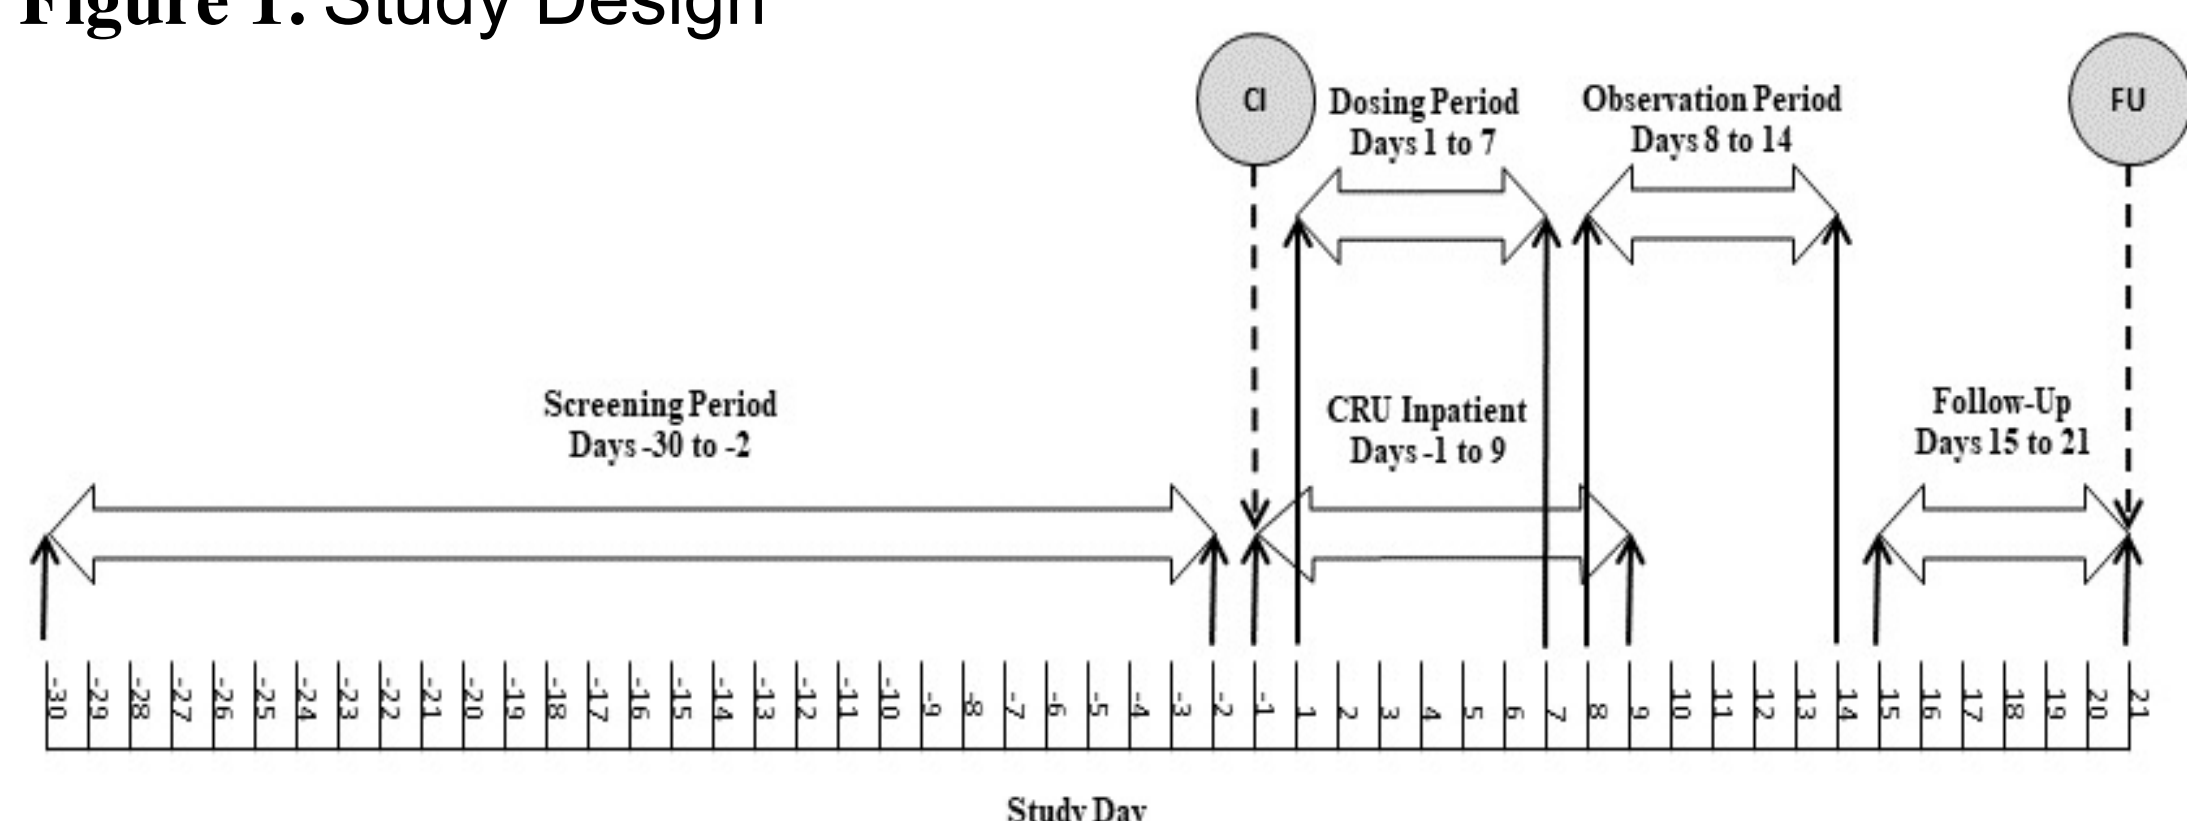 Figure 1. Study Design
CI
Dosing Period
Days 1 to 7
Observation Period
Days 8 to 14
FU
Screening Period
Days -30 to -2
CRU Inpatient
Days -1 to 9
Follow-Up
Days 15 to 21
-30 -29 -28 -27 -26 -25 -24 -23 -22 -21 -20 -19 -18 -17 -16 -15 -14 -13 -12 -11 -10 -9 -8 -7 -6 -5 -4 -3 -2 -1 1 2 3 4 5 6 7 8 9 10 11 12 13 14 15 16 17 18 19 20 21
Study Day